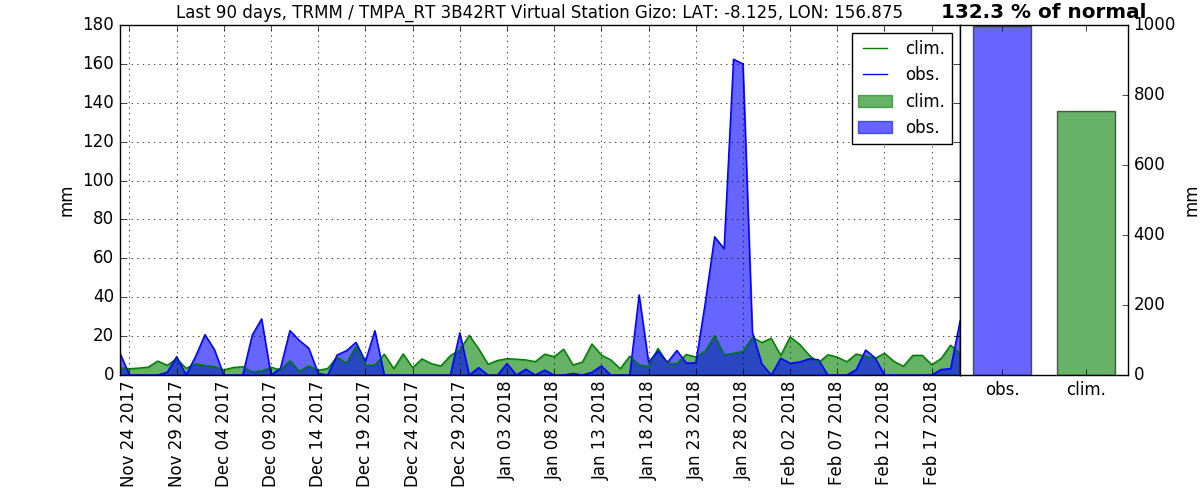 Last 90 days, TRMM / TMPA_RT 3B42RT Virtual Station Gizo: LAT: -8.125, LON: 156.875
132.3 % of normal
180
160
140
120
100
80
60
40
20
0
mm
clim.
obs.
clim.
obs.
Nov 24 2017
Nov 29 2017
Dec 04 2017
Dec 09 2017
Dec 14 2017
Dec 19 2017
Dec 24 2017
Dec 29 2017
Jan 03 2018
Jan 08 2018
Jan 13 2018
Jan 18 2018
Jan 23 2018
Jan 28 2018
Feb 02 2018
Feb 07 2018
Feb 12 2018
Feb 17 2018
1000
800
600
400
200
0
mm
obs.
clim.